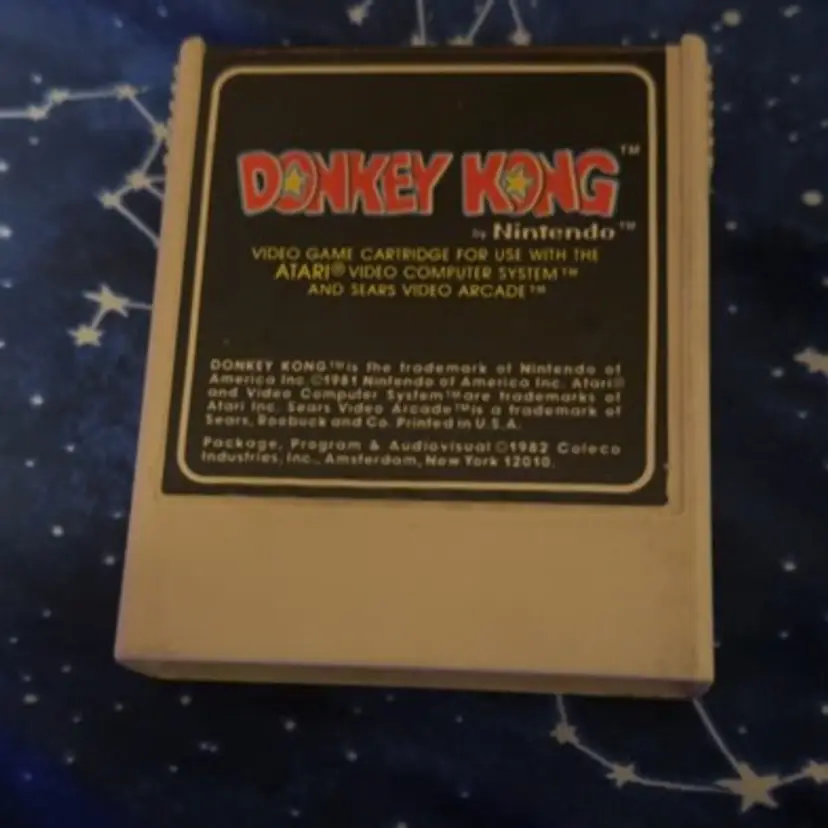 DONKEY KONG™
by Nintendo™
VIDEO GAME CARTRIDGE FOR USE WITH THE
ATARI® VIDEO COMPUTER SYSTEM™
AND SEARS VIDEO ARCADE™
DONKEY KONG™ is the trademark of Nintendo of
America Inc. ©1981 Nintendo of America Inc. Atari®
and Video Computer System™ are trademarks of
Atari Inc. Sears Video Arcade™ is a trademark of
Sears, Roebuck and Co. Printed in U.S.A.
Package, Program & Audiovisual ©1982 Coleco
Industries, Inc., Amsterdam, New York 12010.